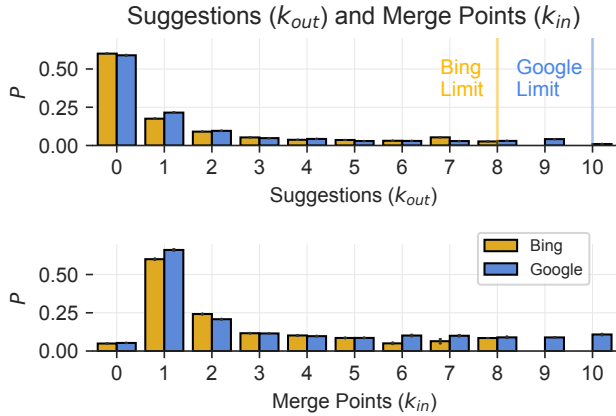 Suggestions (k_out) and Merge Points (k_in)
P
0.50
0.25
0.00
Bing
Limit
Google
Limit
0 1 2 3 4 5 6 7 8 9 10
Suggestions (k_out)
P
0.50
0.25
0.00
Bing
Google
0 1 2 3 4 5 6 7 8 9 10
Merge Points (k_in)